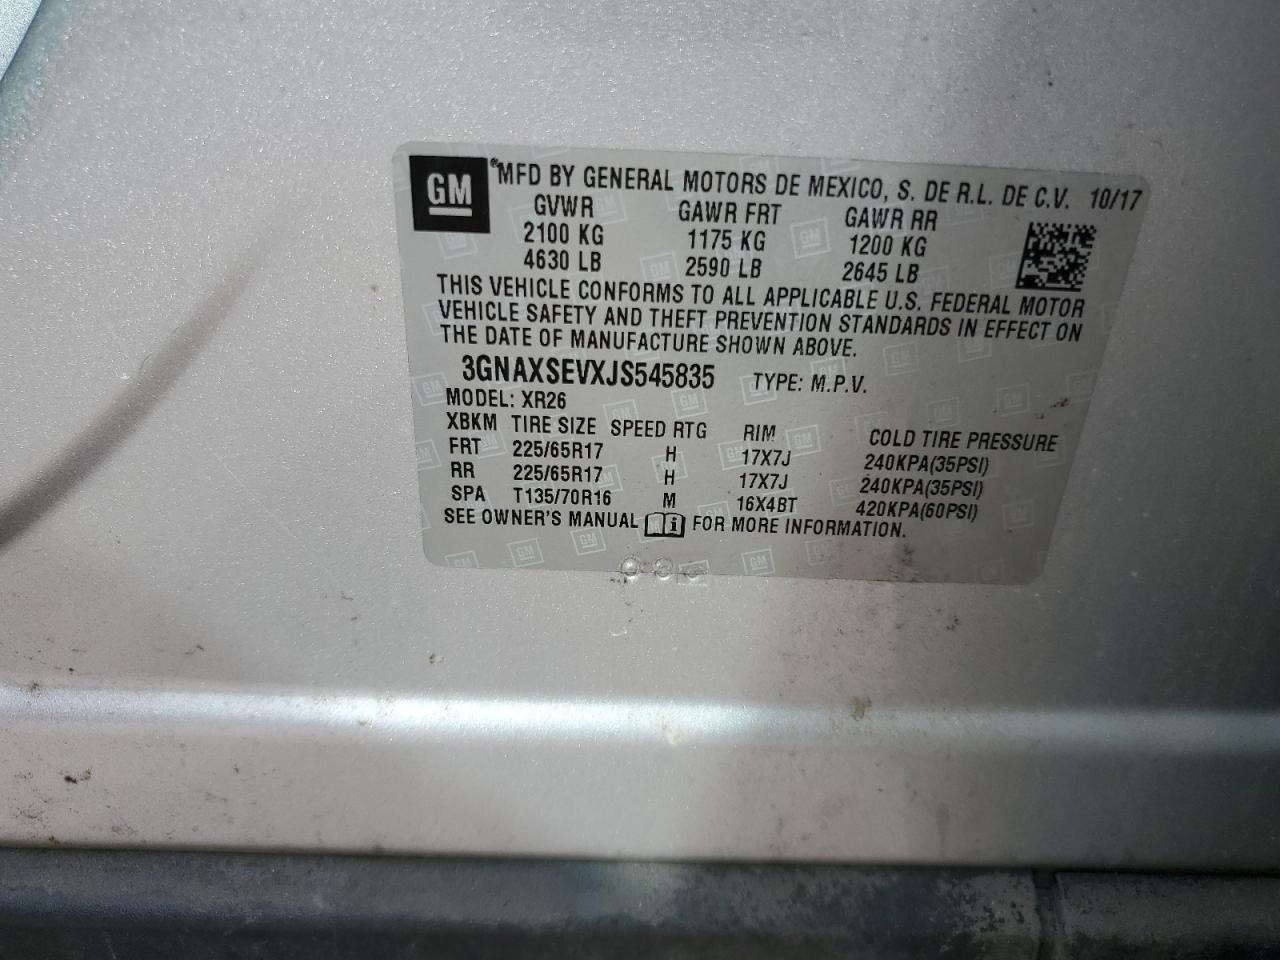 GM ®MFD BY GENERAL MOTORS DE MEXICO, S. DE R.L. DE C.V. 10/17
GVWR GAWR FRT GAWR RR
2100 KG 1175 KG 1200 KG
4630 LB 2590 LB 2645 LB
THIS VEHICLE CONFORMS TO ALL APPLICABLE U.S. FEDERAL MOTOR
VEHICLE SAFETY AND THEFT PREVENTION STANDARDS IN EFFECT ON
THE DATE OF MANUFACTURE SHOWN ABOVE.
3GNAXSEVXJS545835 TYPE: M.P.V.
MODEL: XR26
XBKM TIRE SIZE SPEED RTG RIM COLD TIRE PRESSURE
FRT 225/65R17 H 17X7J 240KPA(35PSI)
RR 225/65R17 H 17X7J 240KPA(35PSI)
SPA T135/70R16 M 16X4BT 420KPA(60PSI)
SEE OWNER'S MANUAL i FOR MORE INFORMATION.